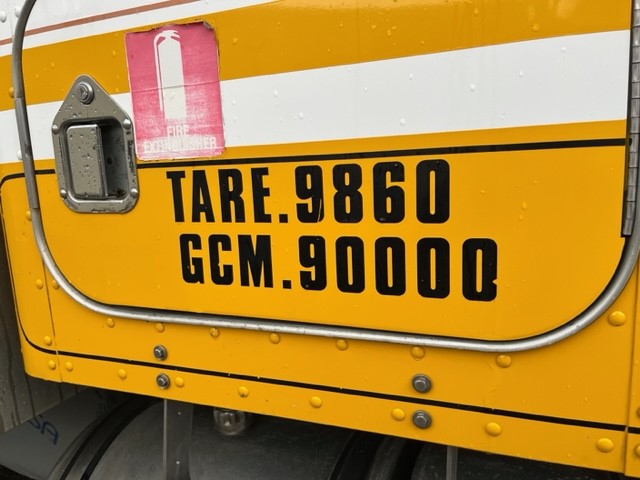 FIRE
EXTINGUISHER
TARE.9860
GCM.90000